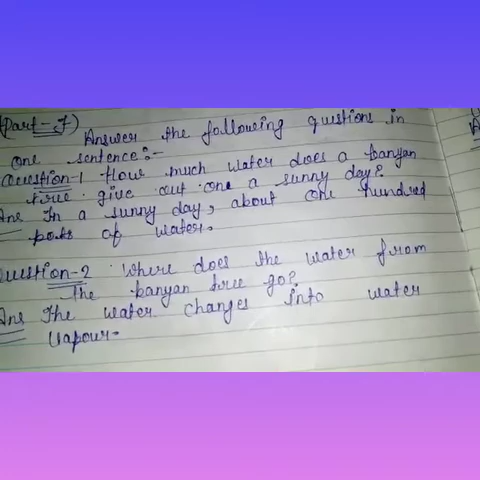 (Part-I)
Answer the following quistions in
one sentence:-
Question-1 How much water does a banyan
tree give out one a sunny day?
Ans In a sunny day, about one hundred
pots of water.
Question-2 Where does the water from
the banyan tree go?
Ans The water changes into water
vapour.